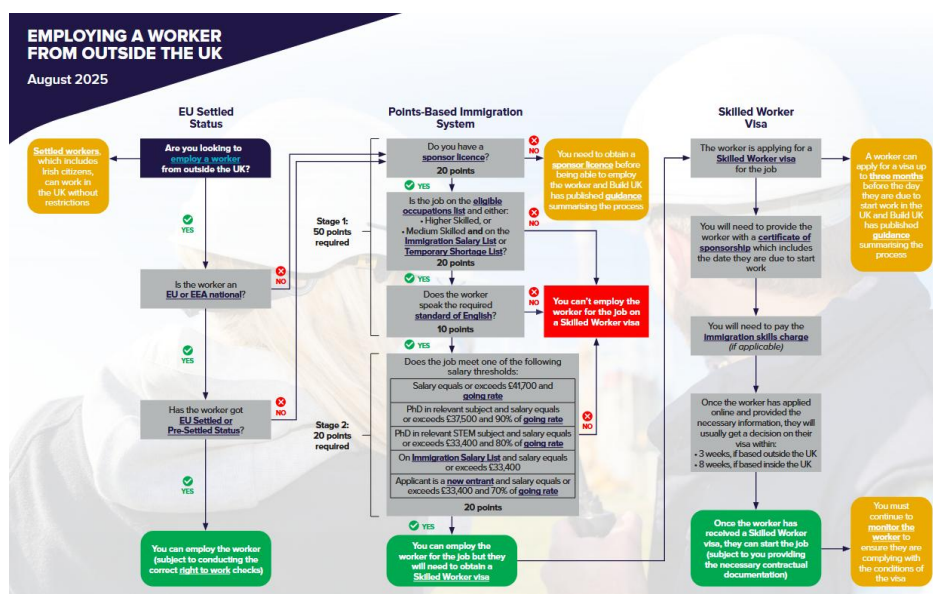 EMPLOYING A WORKER
FROM OUTSIDE THE UK
August 2025
EU Settled
Status
Settled workers,
which includes
Irish citizens,
can work in
the UK without
restrictions
Are you looking to
employ a worker
from outside the UK?
YES
Is the worker an
EU or EEA national?
NO
YES
Has the worker got
EU Settled or
Pre-Settled Status?
NO
YES
You can employ the worker
(subject to conducting the
correct right to work checks)
Points-Based Immigration
System
Stage 1:
50 points
required
Do you have a
sponsor licence?
20 points
NO
You need to obtain a
sponsor licence before
being able to employ
the worker and Build UK
has published guidance
summarising the process
YES
Is the job on the eligible
occupations list and either:
• Higher Skilled, or
• Medium Skilled and on the
Immigration Salary List or
Temporary Shortage List?
20 points
NO
YES
Does the worker
speak the required
standard of English?
10 points
NO
You can't employ the
worker for the job on
a Skilled Worker visa
YES
Stage 2:
20 points
required
Does the job meet one of the following
salary thresholds:
Salary equals or exceeds £41,700 and
going rate
PhD in relevant subject and salary equals
or exceeds £37,500 and 90% of going rate
PhD in relevant STEM subject and salary equals
or exceeds £33,400 and 80% of going rate
On Immigration Salary List and salary equals
or exceeds £33,400
Applicant is a new entrant and salary equals or
exceeds £33,400 and 70% of going rate
20 points
NO
YES
You can employ the
worker for the job but they
will need to obtain a
Skilled Worker visa
Skilled Worker
Visa
The worker is applying for a
Skilled Worker visa
for the job
A worker can
apply for a visa up
to three months
before the day
they are due to
start work in the
UK and Build UK
has published
guidance
summarising the
process
You will need to provide the
worker with a certificate of
sponsorship which includes
the date they are due to start
work
You will need to pay the
immigration skills charge
(if applicable)
Once the worker has applied
online and provided the
necessary information, they will
usually get a decision on their
visa within:
• 3 weeks, if based outside the UK
• 8 weeks, if based inside the UK
Once the worker has
received a Skilled Worker
visa, they can start the job
(subject to you providing
the necessary contractual
documentation)
You must
continue to
monitor the
worker to
ensure they are
complying with
the conditions of
the visa